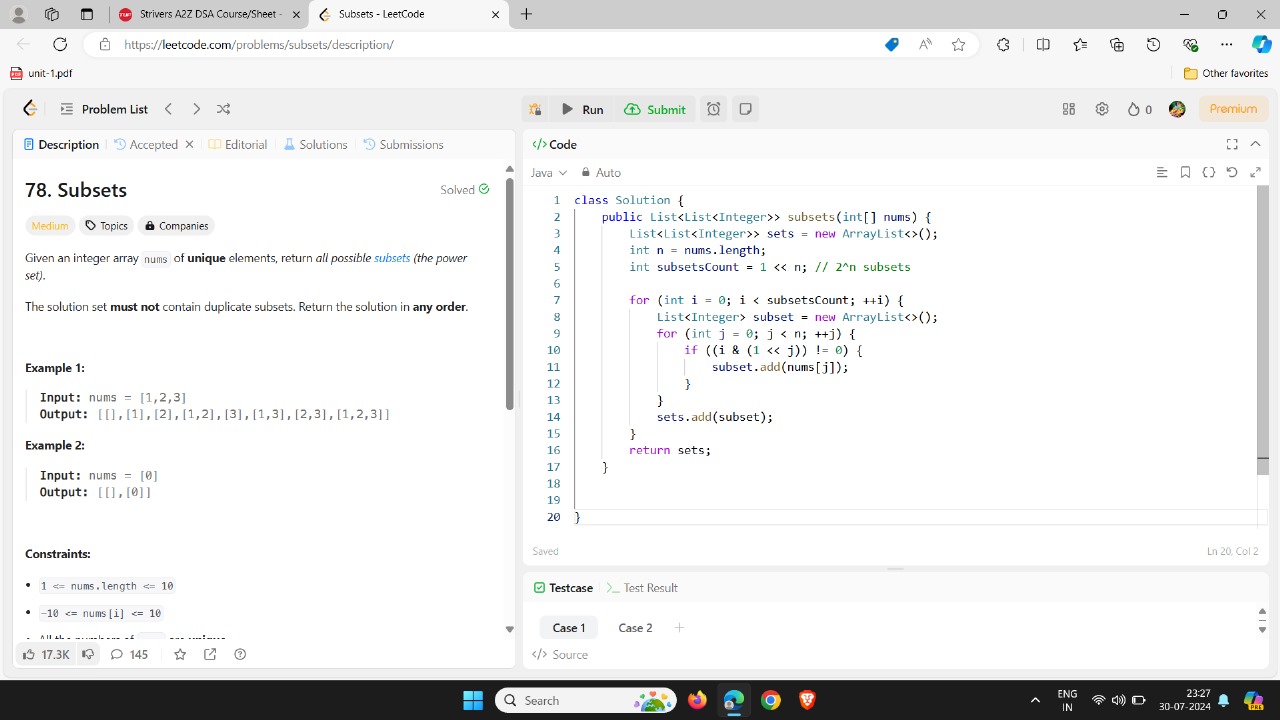 Strivers A2Z DSA Course/Sheet -
Subsets - LeetCode
https://leetcode.com/problems/subsets/description/
unit-1.pdf
Other favorites
Problem List
Run
Submit
0
Premium
Description
Accepted
Editorial
Solutions
Submissions
78. Subsets
Solved
Medium
Topics
Companies
Given an integer array nums of unique elements, return all possible subsets (the power
set).
The solution set must not contain duplicate subsets. Return the solution in any order.
Example 1:
Input: nums = [1,2,3]
Output: [[],[1],[2],[1,2],[3],[1,3],[2,3],[1,2,3]]
Example 2:
Input: nums = [0]
Output: [[],[0]]
Constraints:
• 1 <= nums.length <= 10
• -10 <= nums[i] <= 10
• All the numbers of are unique.
17.3K
145
</> Code
Java
Auto
1 class Solution {
2 public List<List<Integer>> subsets(int[] nums) {
3 List<List<Integer>> sets = new ArrayList<>();
4 int n = nums.length;
5 int subsetsCount = 1 << n; // 2^n subsets
6
7 for (int i = 0; i < subsetsCount; ++i) {
8 List<Integer> subset = new ArrayList<>();
9 for (int j = 0; j < n; ++j) {
10 if ((i & (1 << j)) != 0) {
11 subset.add(nums[j]);
12 }
13 }
14 sets.add(subset);
15 }
16 return sets;
17 }
18
19
20 }
Saved
Ln 20, Col 2
Testcase
Test Result
Case 1
Case 2
</> Source
Search
ENG
IN
23:27
30-07-2024